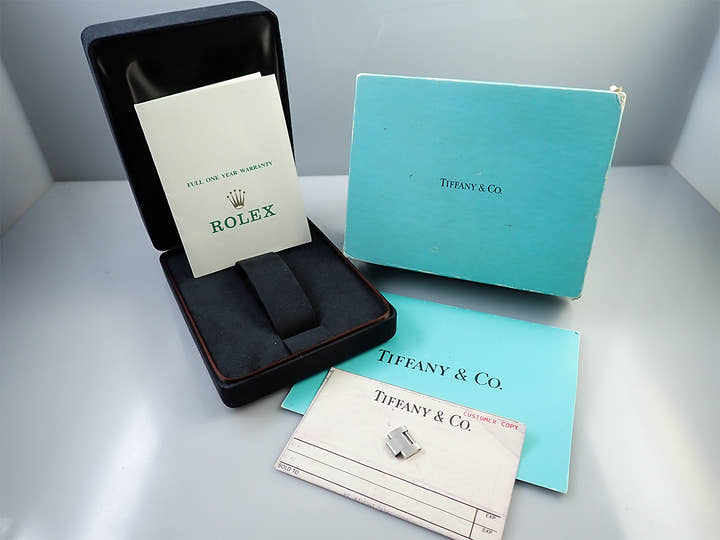 FULL ONE YEAR WARRANTY
ROLEX
TIFFANY & CO.
TIFFANY & CO.
TIFFANY & CO.
CUSTOMER COPY
SOLD TO
EXP
EXP